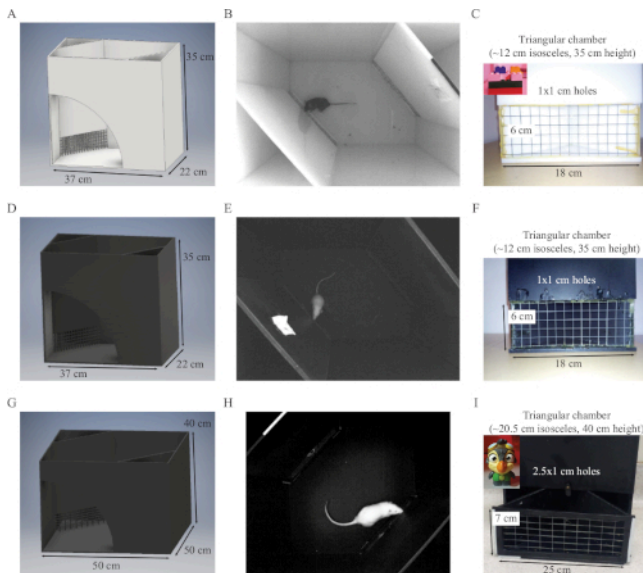 A
35 cm
22 cm
37 cm
B
C
Triangular chamber
(~12 cm isosceles, 35 cm height)
1x1 cm holes
6 cm
18 cm
D
35 cm
22 cm
37 cm
E
F
Triangular chamber
(~12 cm isosceles, 35 cm height)
1x1 cm holes
6 cm
18 cm
G
40 cm
50 cm
50 cm
H
I
Triangular chamber
(~20.5 cm isosceles, 40 cm height)
2.5x1 cm holes
7 cm
25 cm